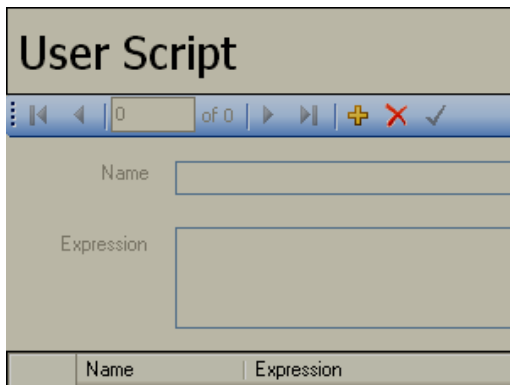 User Script
0 of 0
Name
Expression
Name Expression